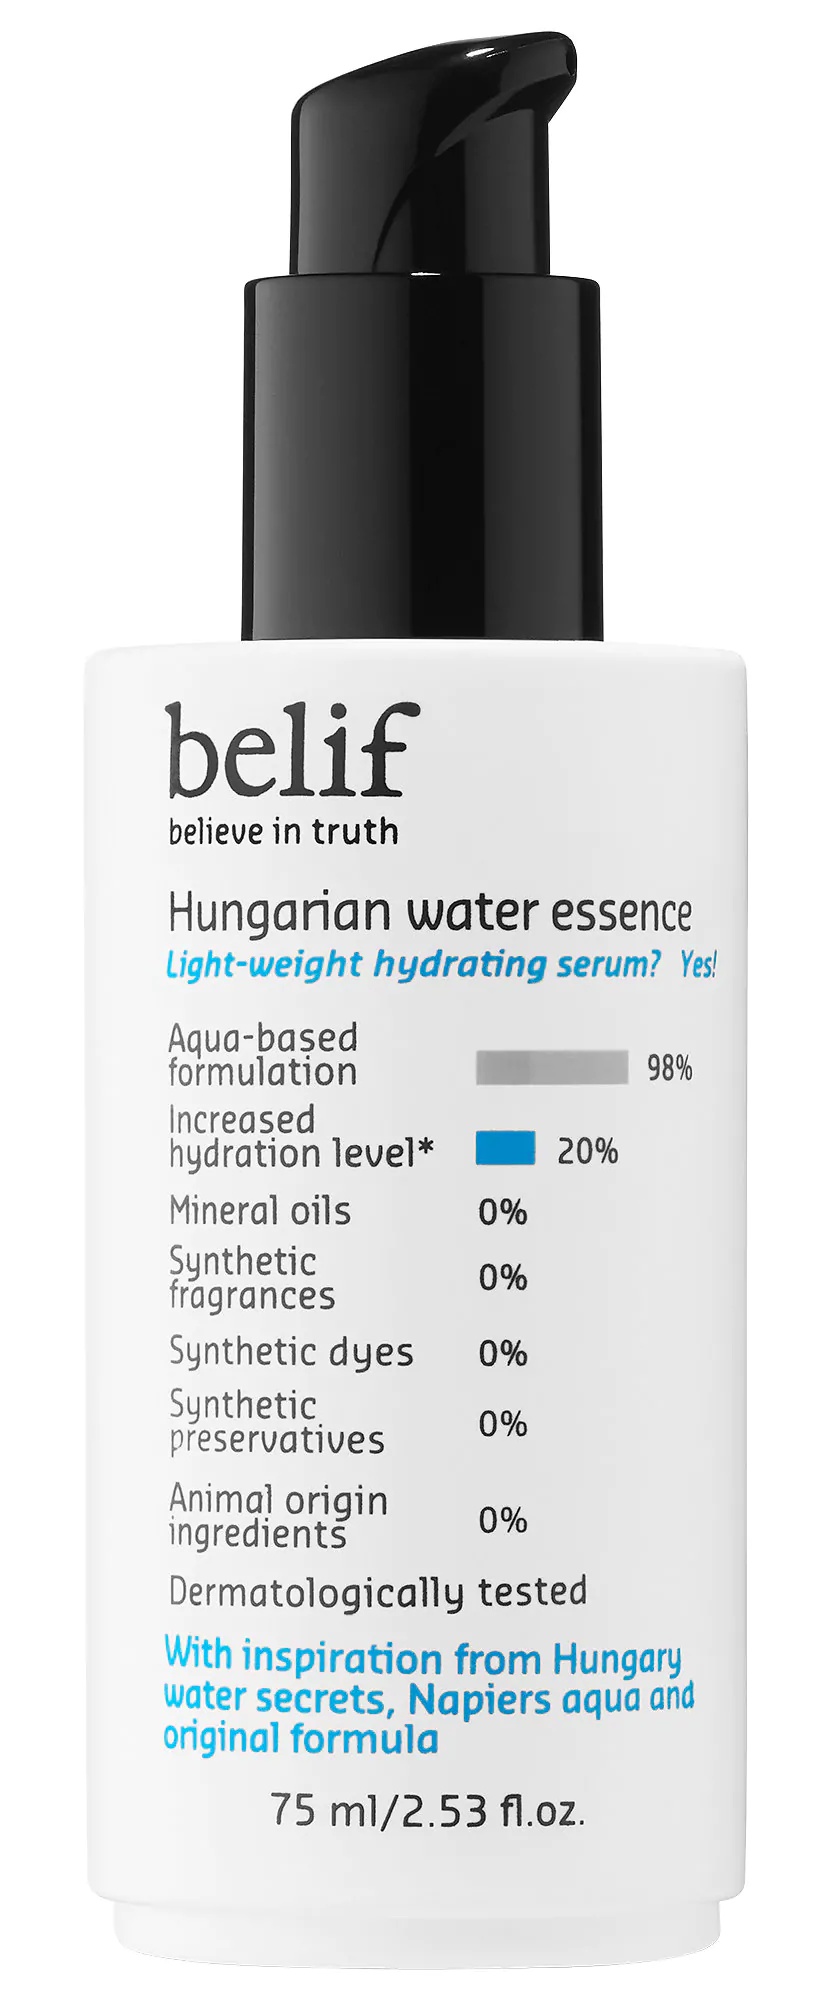 belif
believe in truth
Hungarian water essence
Light-weight hydrating serum? Yes!
Aqua-based
formulation 98%
Increased
hydration level* 20%
Mineral oils 0%
Synthetic
fragrances 0%
Synthetic dyes 0%
Synthetic
preservatives 0%
Animal origin
ingredients 0%
Dermatologically tested
With inspiration from Hungary
water secrets, Napiers aqua and
original formula
75 ml/2.53 fl.oz.